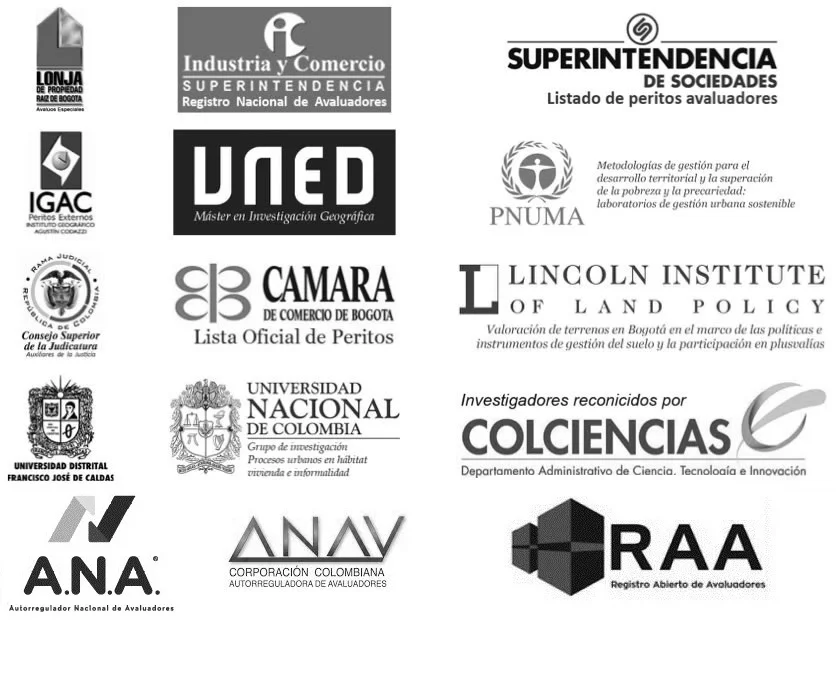 LONJA
DE PROPIEDAD
RAIZ DE BOGOTA
Avaluos Especiales
iC
Industria y Comercio
SUPERINTENDENCIA
Registro Nacional de Avaluadores
SUPERINTENDENCIA
DE SOCIEDADES
Listado de peritos avaluadores
IGAC
Peritos Externos
INSTITUTO GEOGRÁFICO
AGUSTÍN CODAZZI
UNED
Máster en Investigación Geográfica
PNUMA
Metodologías de gestión para el
desarrollo territorial y la superación
de la pobreza y la precariedad:
laboratorios de gestión urbana sostenible
RAMA JUDICIAL
REPÚBLICA DE COLOMBIA
Consejo Superior
de la Judicatura
Auxiliares de la Justicia
CAMARA
DE COMERCIO DE BOGOTA
Lista Oficial de Peritos
L LINCOLN INSTITUTE
OF LAND POLICY
Valoración de terrenos en Bogotá en el marco de las políticas e
instrumentos de gestión del suelo y la participación en plusvalías
UNIVERSIDAD DISTRITAL
FRANCISCO JOSÉ DE CALDAS
UNIVERSIDAD
NACIONAL
DE COLOMBIA
Grupo de investigación
Procesos urbanos en hábitat
vivienda e informalidad
Investigadores reconicidos por
COLCIENCIAS
Departamento Administrativo de Ciencia. Tecnología e Innovación
A.N.A.®
Autorregulador Nacional de Avaluadores
ANAV
CORPORACIÓN COLOMBIANA
AUTORREGULADORA DE AVALUADORES
RAA
Registro Abierto de Avaluadores